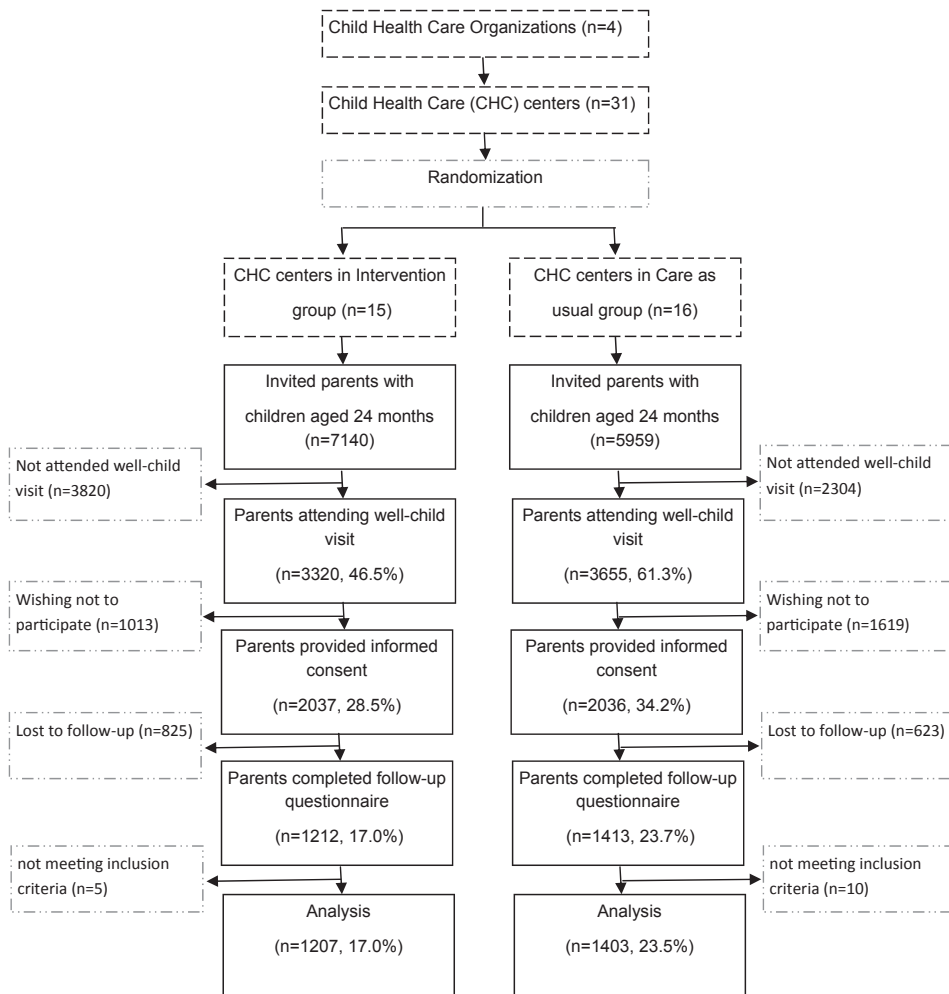 Child Health Care Organizations (n=4)
Child Health Care (CHC) centers (n=31)
Randomization
CHC centers in Intervention
group (n=15)
CHC centers in Care as
usual group (n=16)
Invited parents with
children aged 24 months
(n=7140)
Invited parents with
children aged 24 months
(n=5959)
Not attended well-child
visit (n=3820)
Not attended well-child
visit (n=2304)
Parents attending well-child
visit
(n=3320, 46.5%)
Parents attending well-child
visit
(n=3655, 61.3%)
Wishing not to
participate (n=1013)
Wishing not to
participate (n=1619)
Parents provided informed
consent
(n=2037, 28.5%)
Parents provided informed
consent
(n=2036, 34.2%)
Lost to follow-up (n=825)
Lost to follow-up (n=623)
Parents completed follow-up
questionnaire
(n=1212, 17.0%)
Parents completed follow-up
questionnaire
(n=1413, 23.7%)
not meeting inclusion
criteria (n=5)
not meeting inclusion
criteria (n=10)
Analysis
(n=1207, 17.0%)
Analysis
(n=1403, 23.5%)